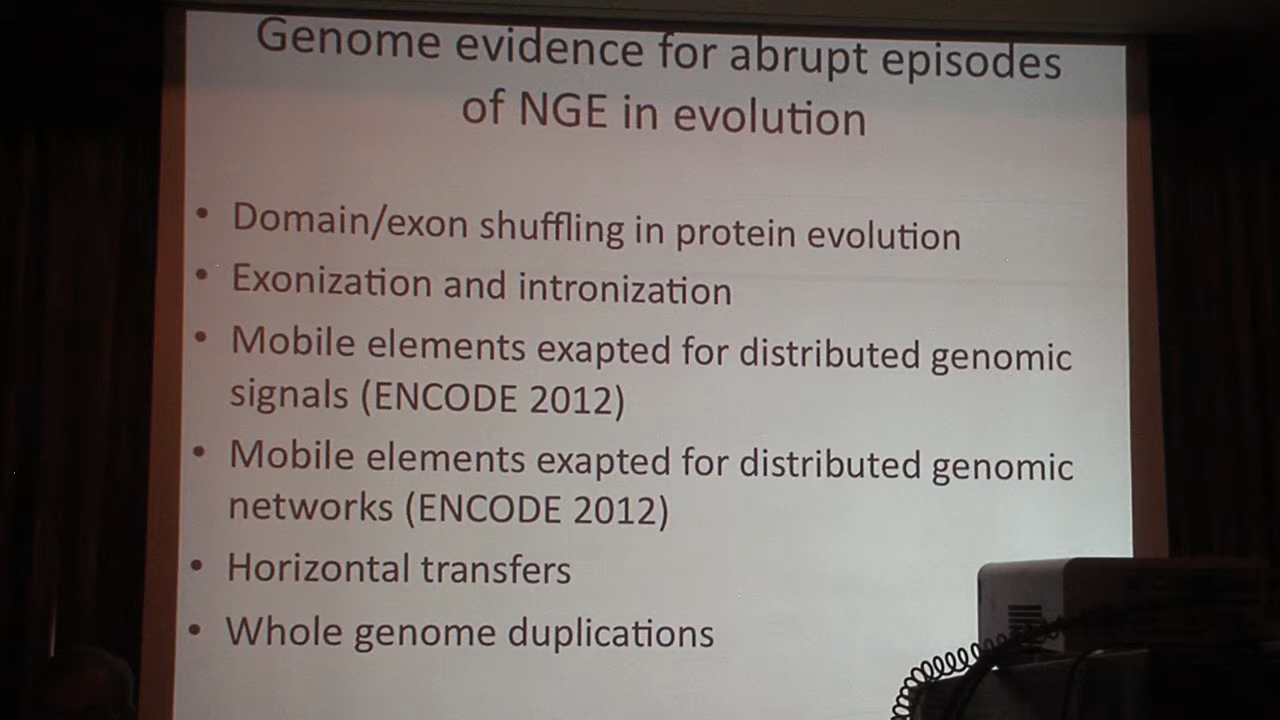 Genome evidence for abrupt episodes
of NGE in evolution
• Domain/exon shuffling in protein evolution
• Exonization and intronization
• Mobile elements exapted for distributed genomic
signals (ENCODE 2012)
• Mobile elements exapted for distributed genomic
networks (ENCODE 2012)
• Horizontal transfers
• Whole genome duplications